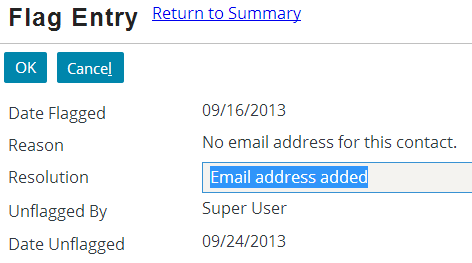 Flag Entry Return to Summary
OK Cancel
Date Flagged 09/16/2013
Reason No email address for this contact.
Resolution Email address added
Unflagged By Super User
Date Unflagged 09/24/2013